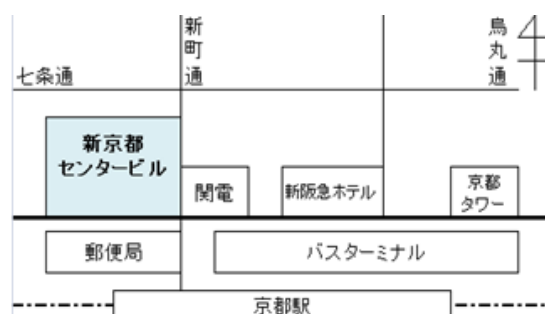 新町通
烏丸通
七条通
新京都
センタービル
関電
新阪急ホテル
京都
タワー
郵便局
バスターミナル
京都駅